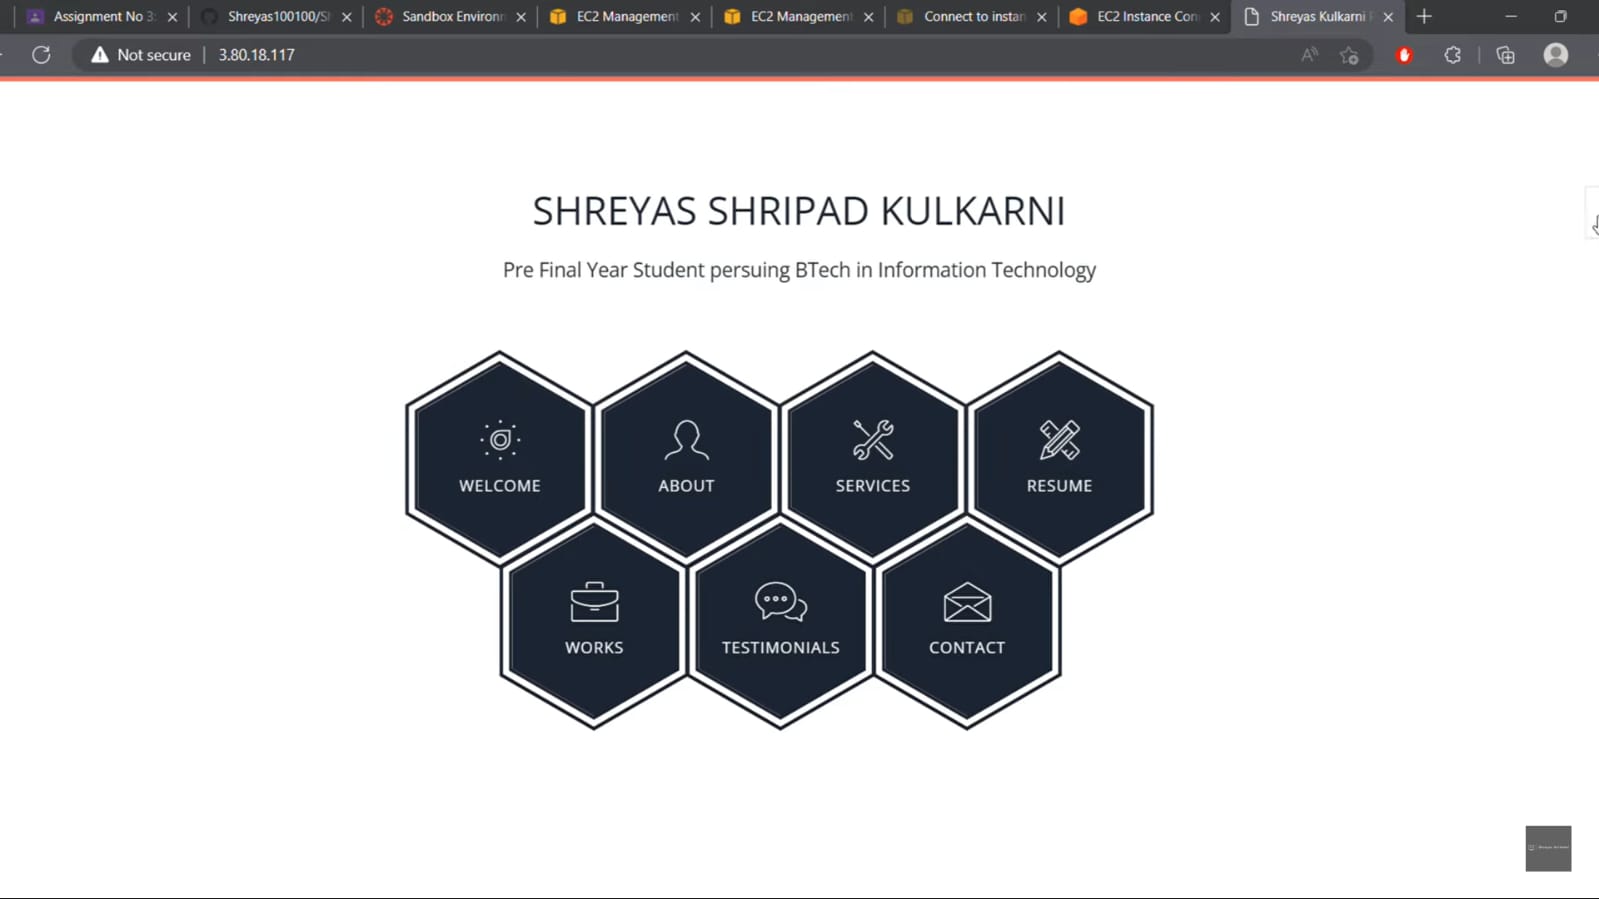 Assignment No 3:
Shreyas100100/Sh
Sandbox Environm
EC2 Management
EC2 Management
Connect to instan
EC2 Instance Con
Shreyas Kulkarni P
Not secure
3.80.18.117
SHREYAS SHRIPAD KULKARNI
Pre Final Year Student persuing BTech in Information Technology
WELCOME
ABOUT
SERVICES
RESUME
WORKS
TESTIMONIALS
CONTACT